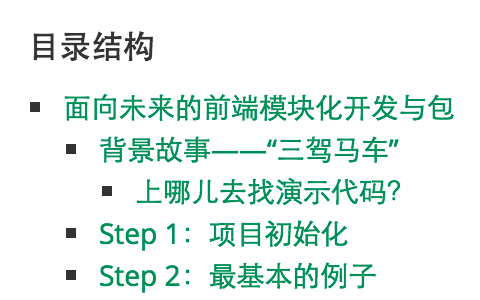 目录结构
面向未来的前端模块化开发与包
背景故事——“三驾马车”
上哪儿去找演示代码？
Step 1：项目初始化
Step 2：最基本的例子